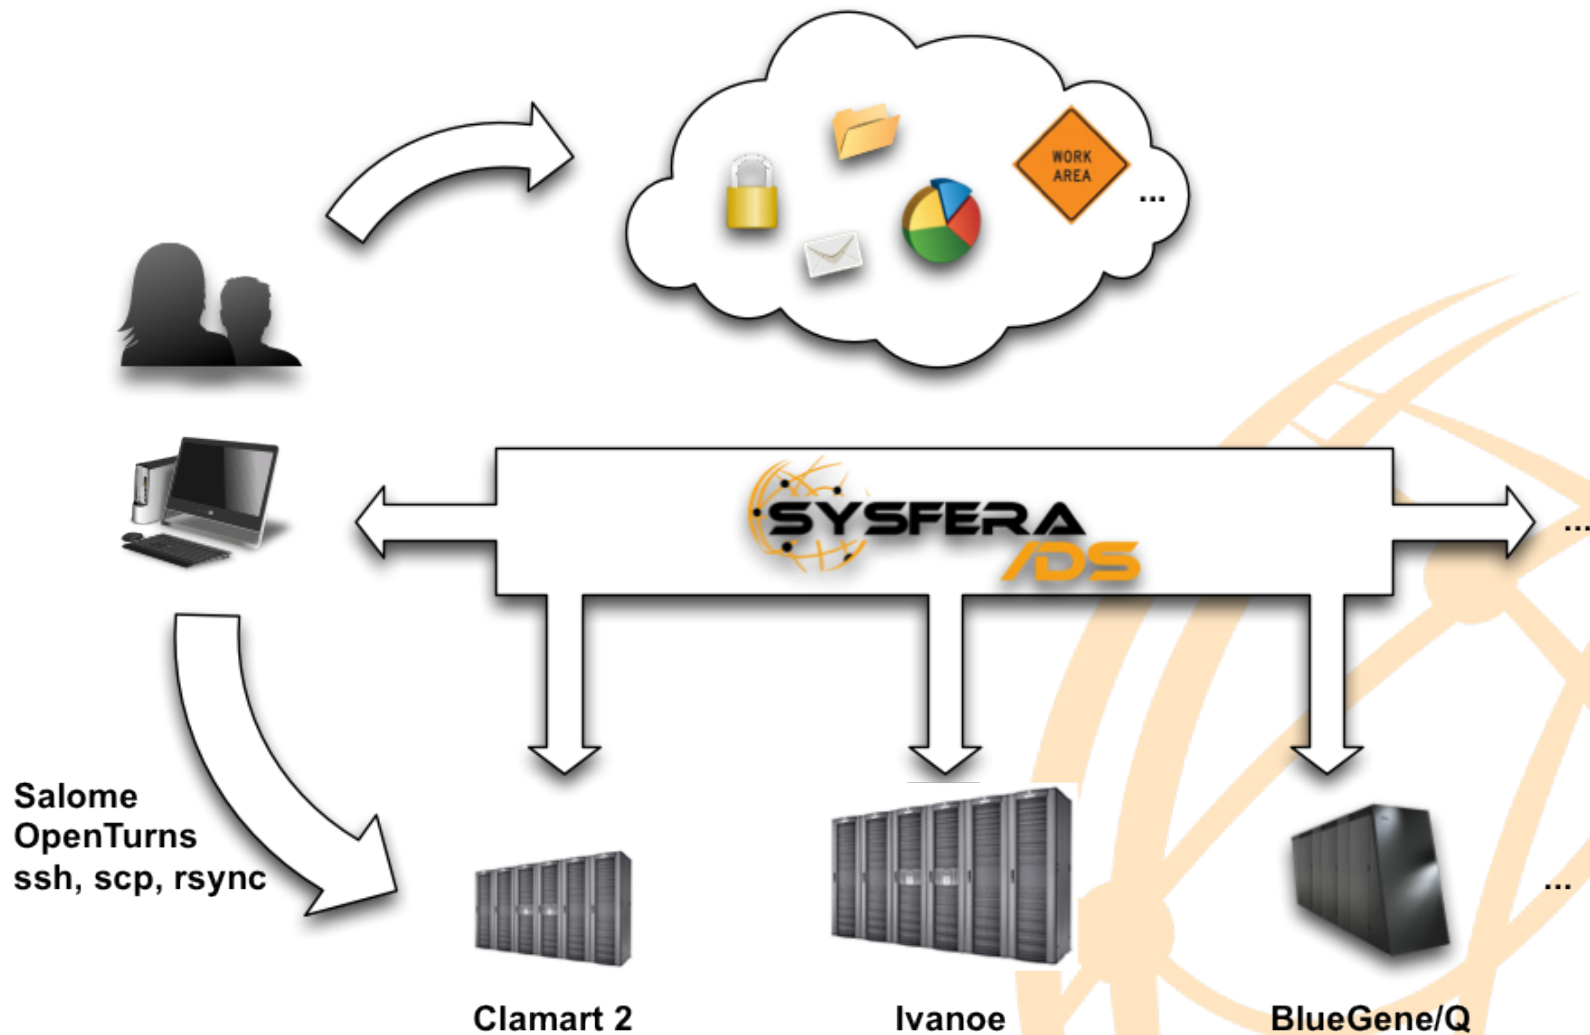 WORK
AREA
...
SYSFERA
/DS
...
Salome
OpenTurns
ssh, scp, rsync
...
Clamart 2
Ivanoe
BlueGene/Q